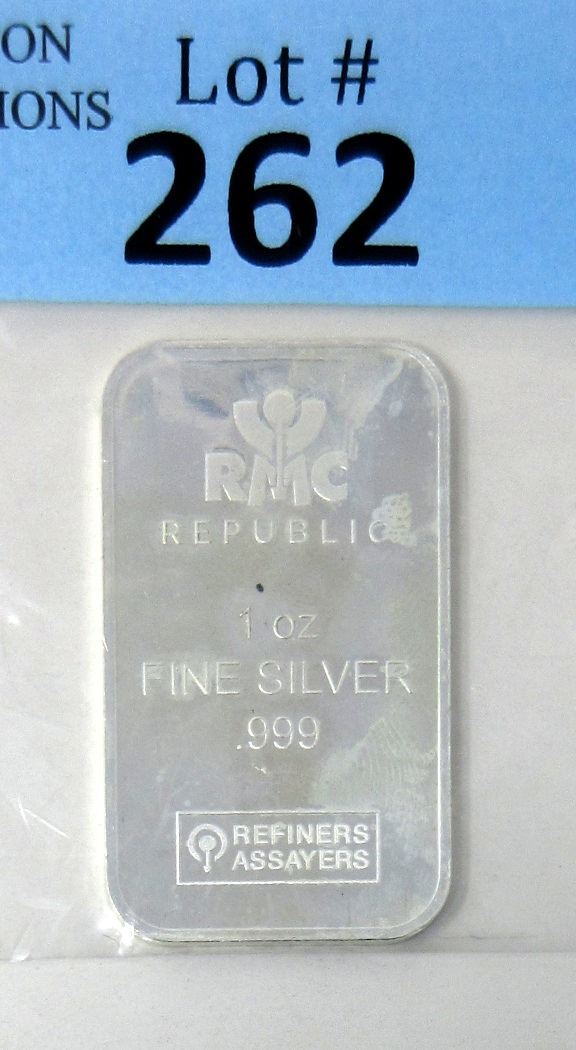 ON
IONS
Lot #
262
RMC
REPUBLIC
1 oz
FINE SILVER
.999
REFINERS
ASSAYERS